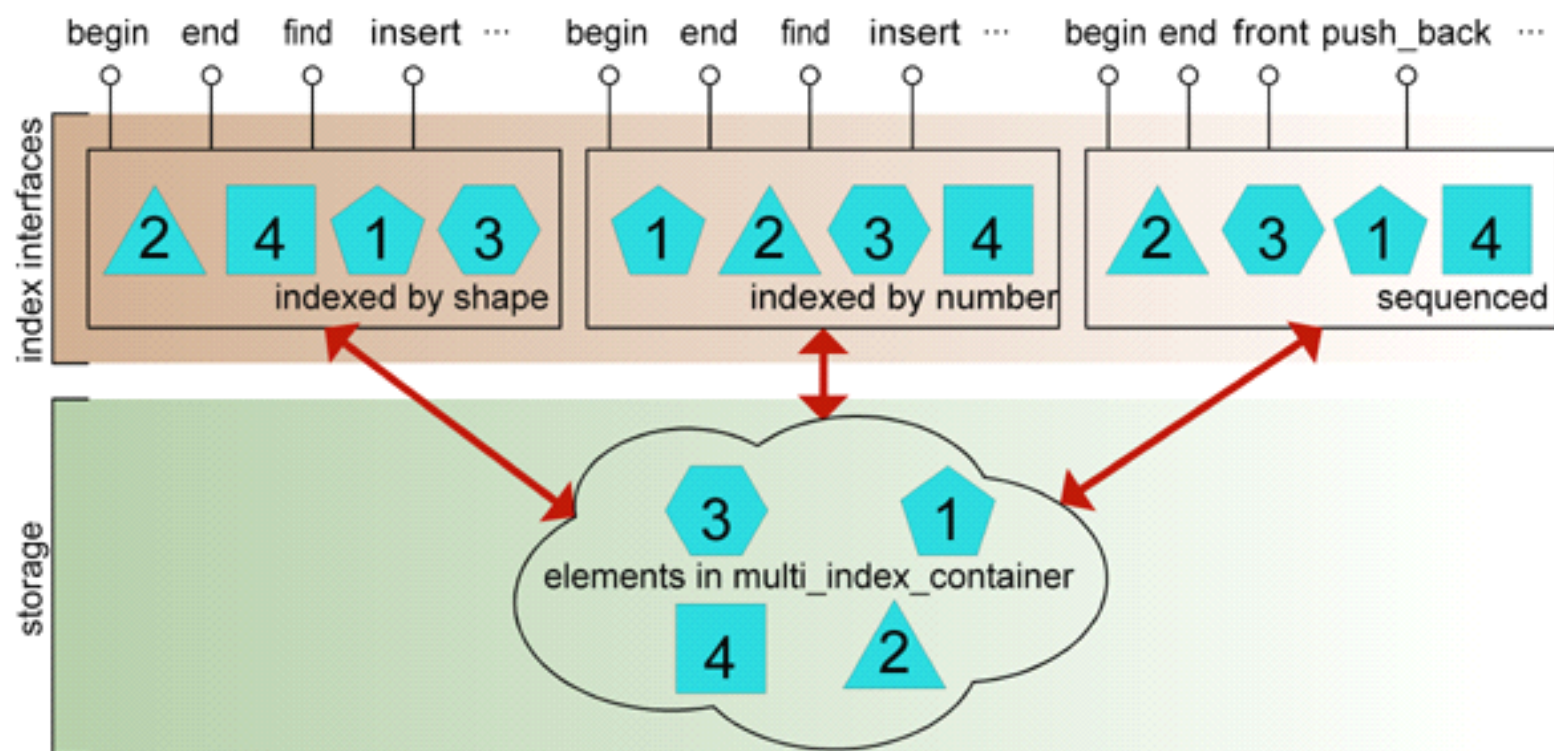 begin end find insert ... begin end find insert ... begin end front push_back ...
index interfaces
2 4 1 3
indexed by shape
1 2 3 4
indexed by number
2 3 1 4
sequenced
storage
3 1
elements in multi_index_container
4 2